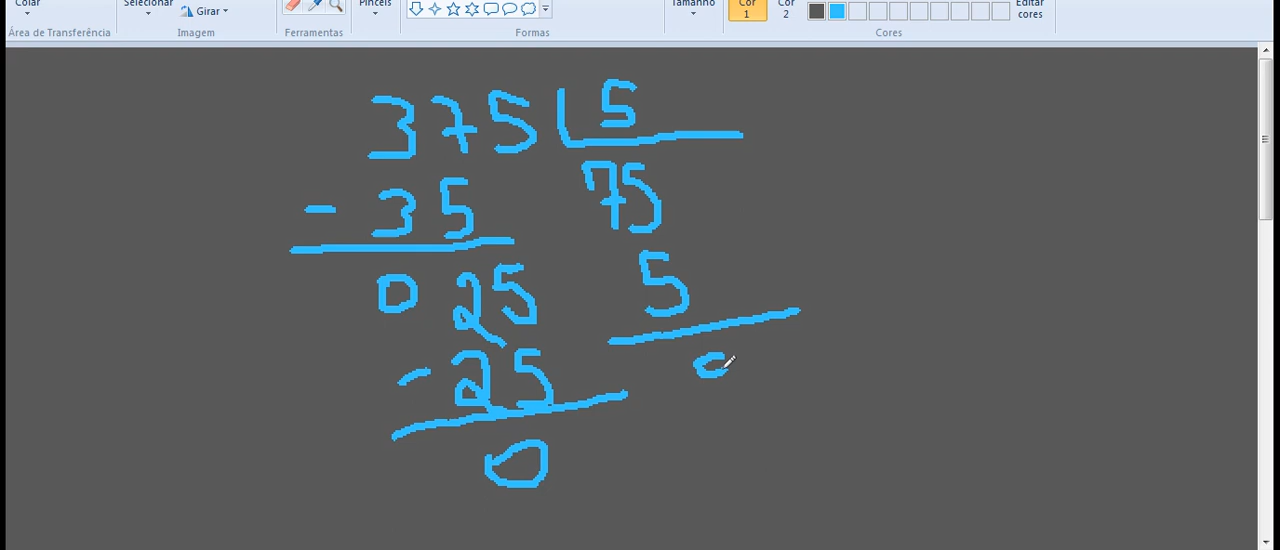 Colar
Selecionar
Girar
Pincéis
Tamanho
Cor 1
Cor 2
Editar cores
Área de Transferência
Imagem
Ferramentas
Formas
Cores
375 5
- 35 75
0 25 5
- 25
0